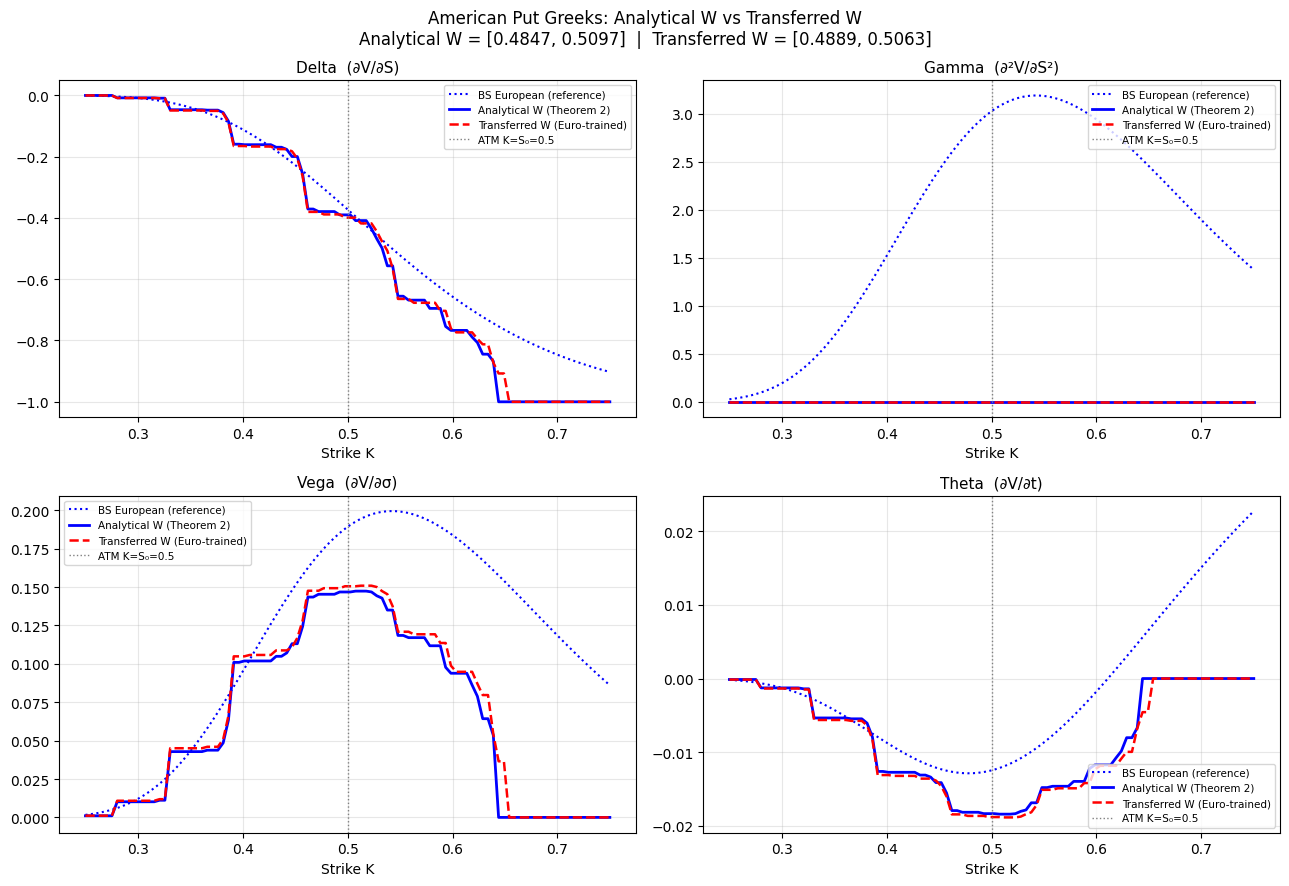 American Put Greeks: Analytical W vs Transferred W
Analytical W = [0.4847, 0.5097]  |  Transferred W = [0.4889, 0.5063]
Delta  (∂V/∂S)
0.0
−0.2
−0.4
−0.6
−0.8
−1.0
BS European (reference)
Analytical W (Theorem 2)
Transferred W (Euro-trained)
ATM K=S₀=0.5
0.3 0.4 0.5 0.6 0.7
Strike K
Gamma  (∂²V/∂S²)
3.0
2.5
2.0
1.5
1.0
0.5
0.0
BS European (reference)
Analytical W (Theorem 2)
Transferred W (Euro-trained)
ATM K=S₀=0.5
0.3 0.4 0.5 0.6 0.7
Strike K
Vega  (∂V/∂σ)
0.200
0.175
0.150
0.125
0.100
0.075
0.050
0.025
0.000
BS European (reference)
Analytical W (Theorem 2)
Transferred W (Euro-trained)
ATM K=S₀=0.5
0.3 0.4 0.5 0.6 0.7
Strike K
Theta  (∂V/∂t)
0.02
0.01
0.00
−0.01
−0.02
BS European (reference)
Analytical W (Theorem 2)
Transferred W (Euro-trained)
ATM K=S₀=0.5
0.3 0.4 0.5 0.6 0.7
Strike K